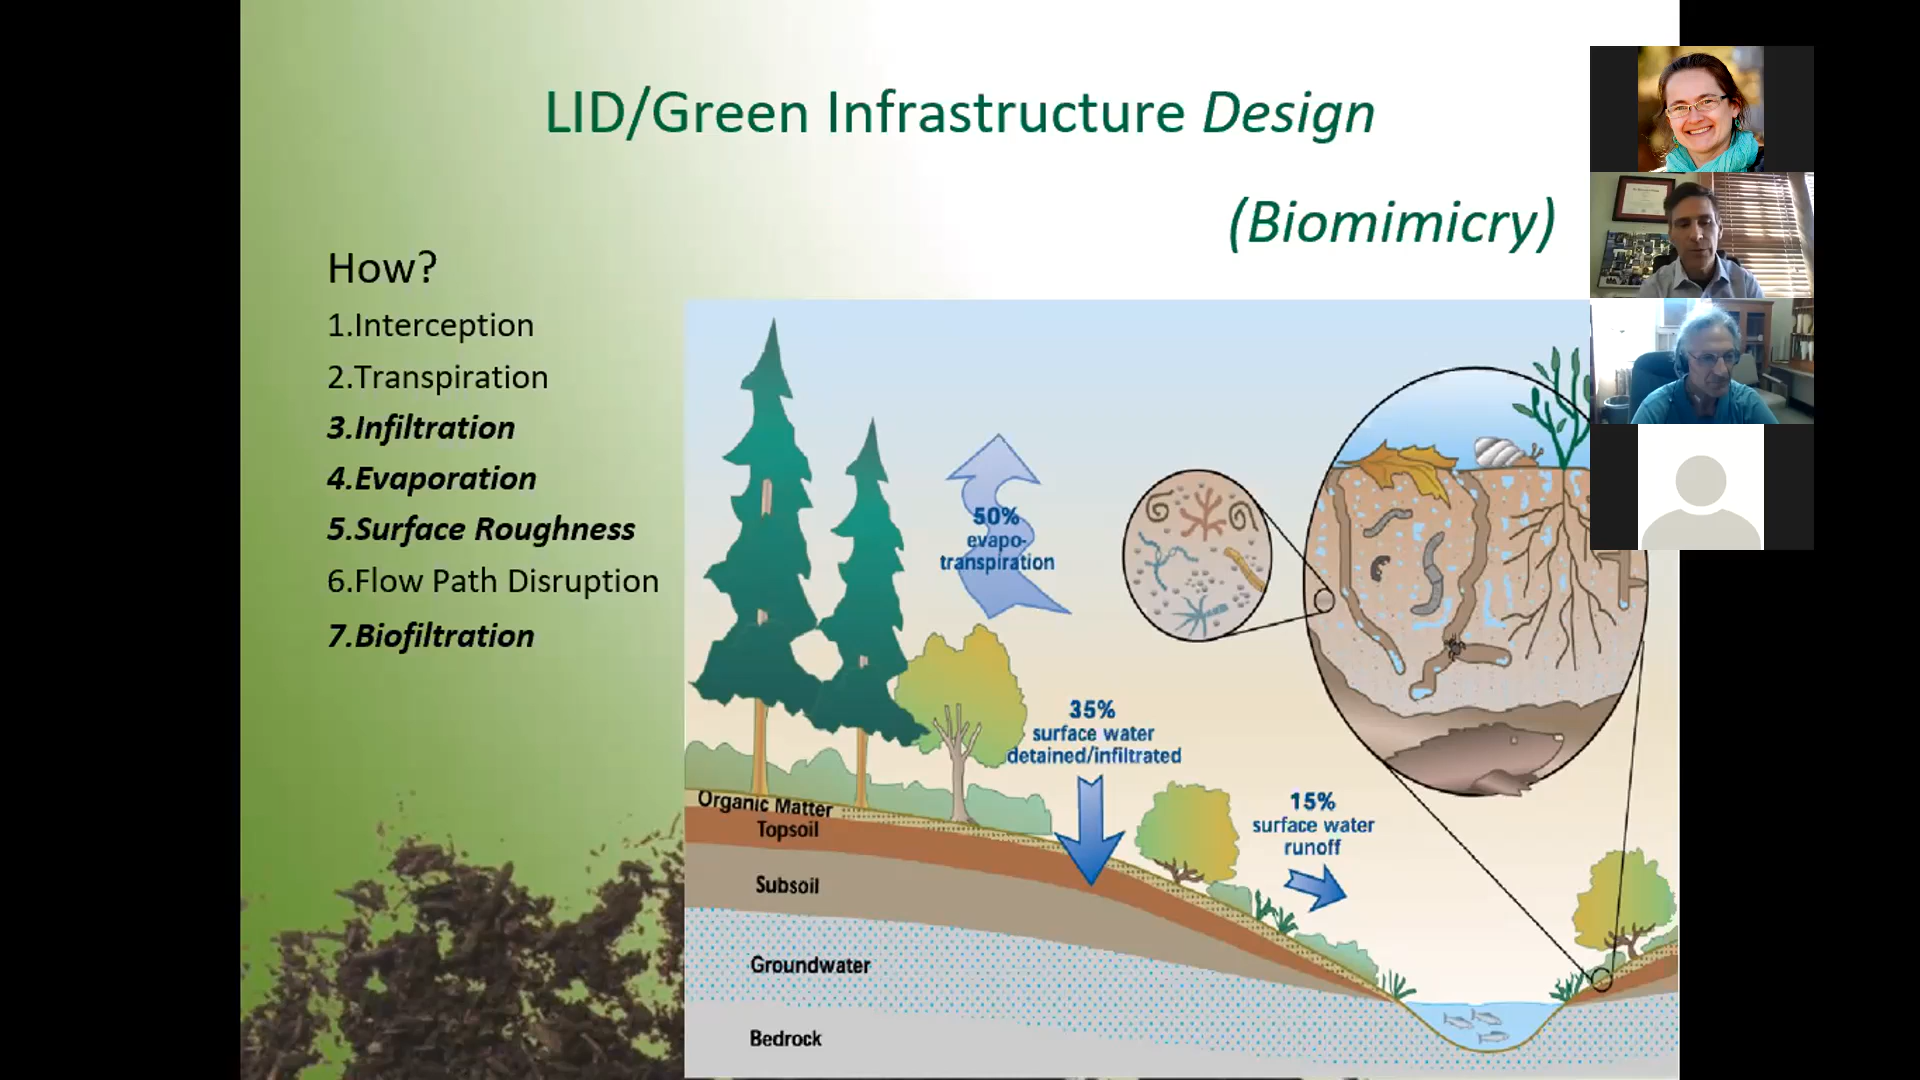 LID/Green Infrastructure Design
(Biomimicry)
How?
1.Interception
2.Transpiration
3.Infiltration
4.Evaporation
5.Surface Roughness
6.Flow Path Disruption
7.Biofiltration
50%
evapo-
transpiration
35%
surface water
detained/infiltrated
15%
surface water
runoff
Organic Matter
Topsoil
Subsoil
Groundwater
Bedrock